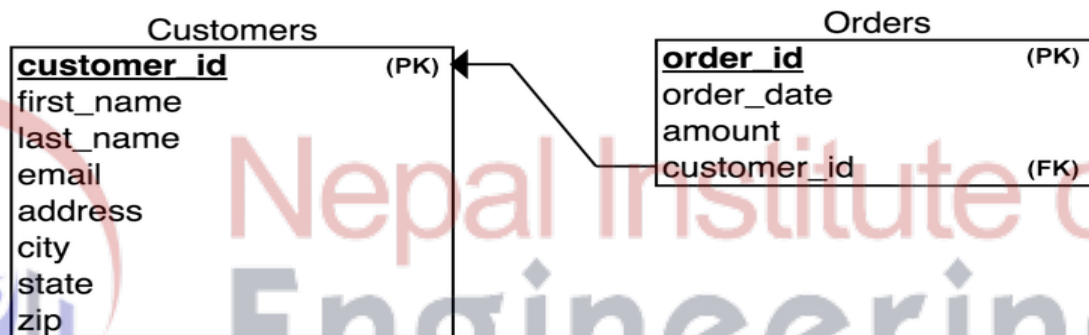 Customers
customer_id (PK)
first_name
last_name
email
address
city
state
zip
Orders
order_id (PK)
order_date
amount
customer_id (FK)
Nepal Institute o
Engineerin